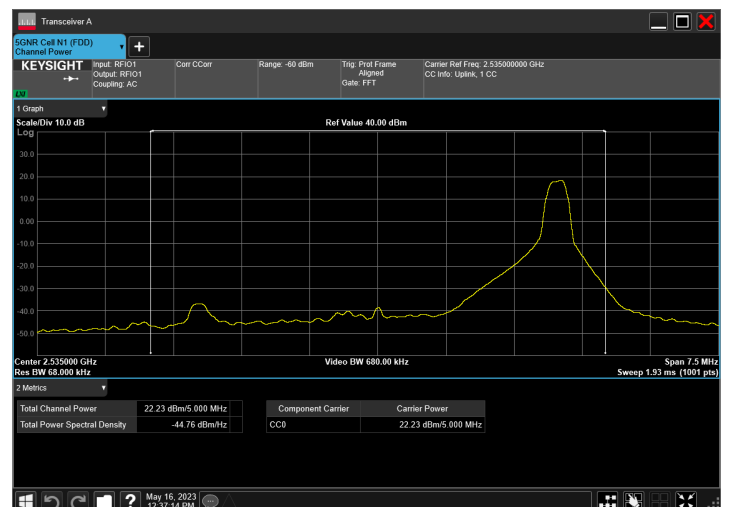 Transceiver A
5GNR Cell N1 (FDD)
Channel Power
KEYSIGHT
LXI
Input: RFIO1
Output: RFIO1
Coupling: AC
Corr CCorr
Range: -60 dBm
Trig: Prot Frame
Aligned
Gate: FFT
Carrier Ref Freq: 2.535000000 GHz
CC Info: Uplink, 1 CC
1 Graph
Scale/Div 10.0 dB
Ref Value 40.00 dBm
Log
30.0
20.0
10.0
0.00
-10.0
-20.0
-30.0
-40.0
-50.0
Center 2.535000 GHz
Video BW 680.00 kHz
Span 7.5 MHz
Res BW 68.000 kHz
Sweep 1.93 ms (1001 pts)
2 Metrics
Total Channel Power 22.23 dBm/5.000 MHz
Total Power Spectral Density -44.76 dBm/Hz
Component Carrier Carrier Power
CC0 22.23 dBm/5.000 MHz
?
May 16, 2023
12:37:14 PM